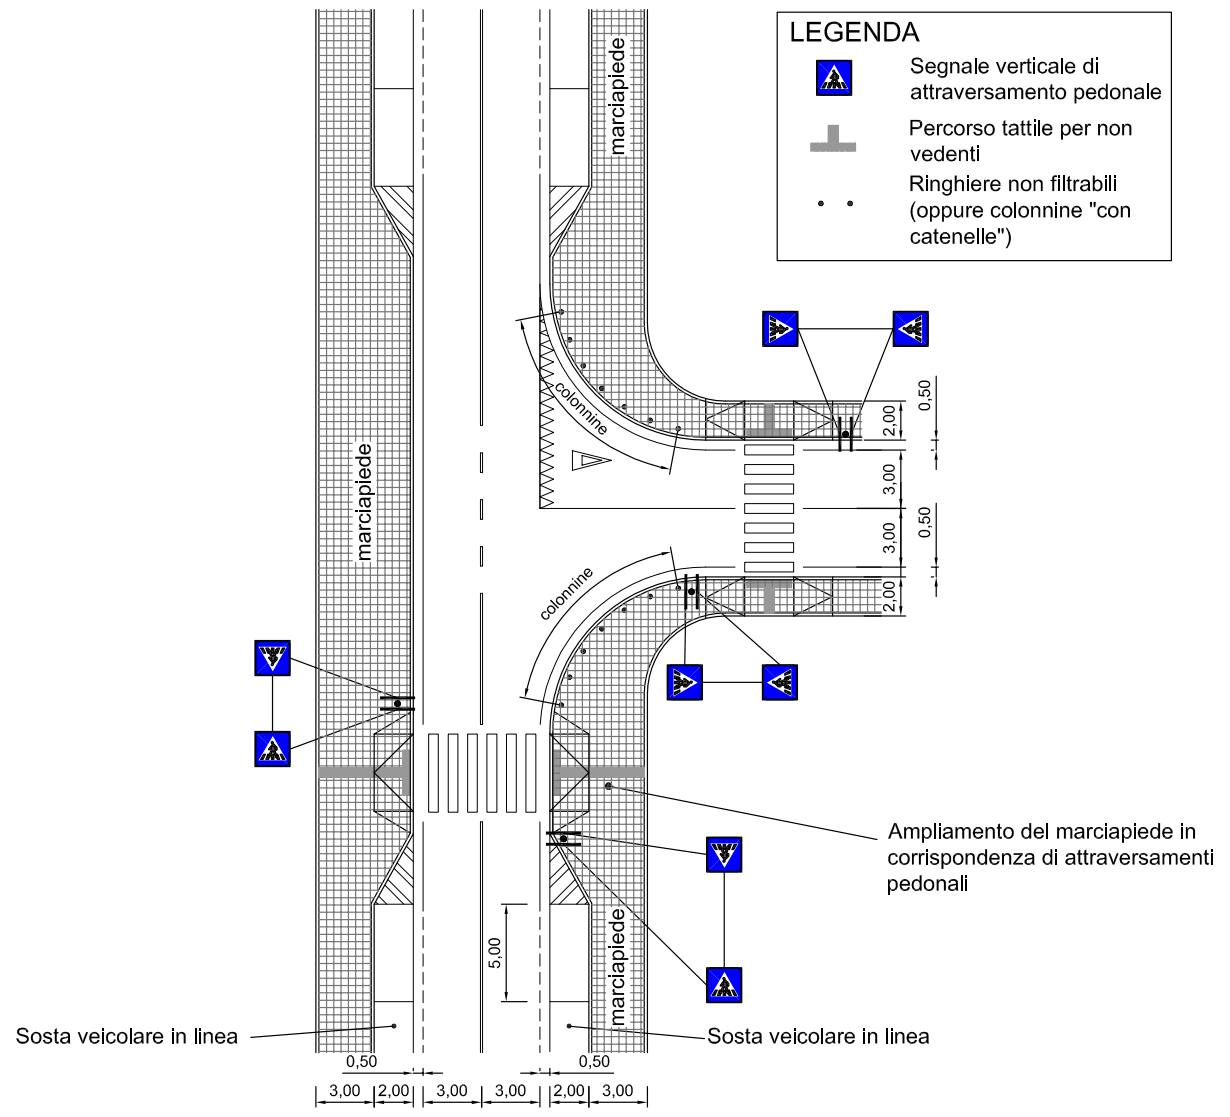 LEGENDA
Segnale verticale di
attraversamento pedonale
Percorso tattile per non
vedenti
Ringhiere non filtrabili
(oppure colonnine "con
catenelle")
marciapiede
marciapiede
colonnine
2,00
0,50
3,00
3,00
0,50
2,00
colonnine
Ampliamento del marciapiede in
corrispondenza di attraversamenti
pedonali
marciapiede
5,00
Sosta veicolare in linea
Sosta veicolare in linea
0,50
0,50
3,00
2,00
3,00
3,00
2,00
3,00